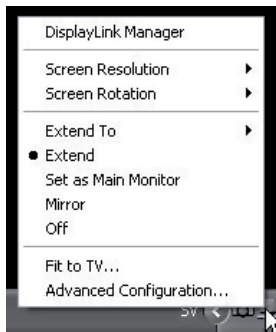 DisplayLink Manager
Screen Resolution
Screen Rotation
Extend To
Extend
Set as Main Monitor
Mirror
Off
Fit to TV...
Advanced Configuration...
SV